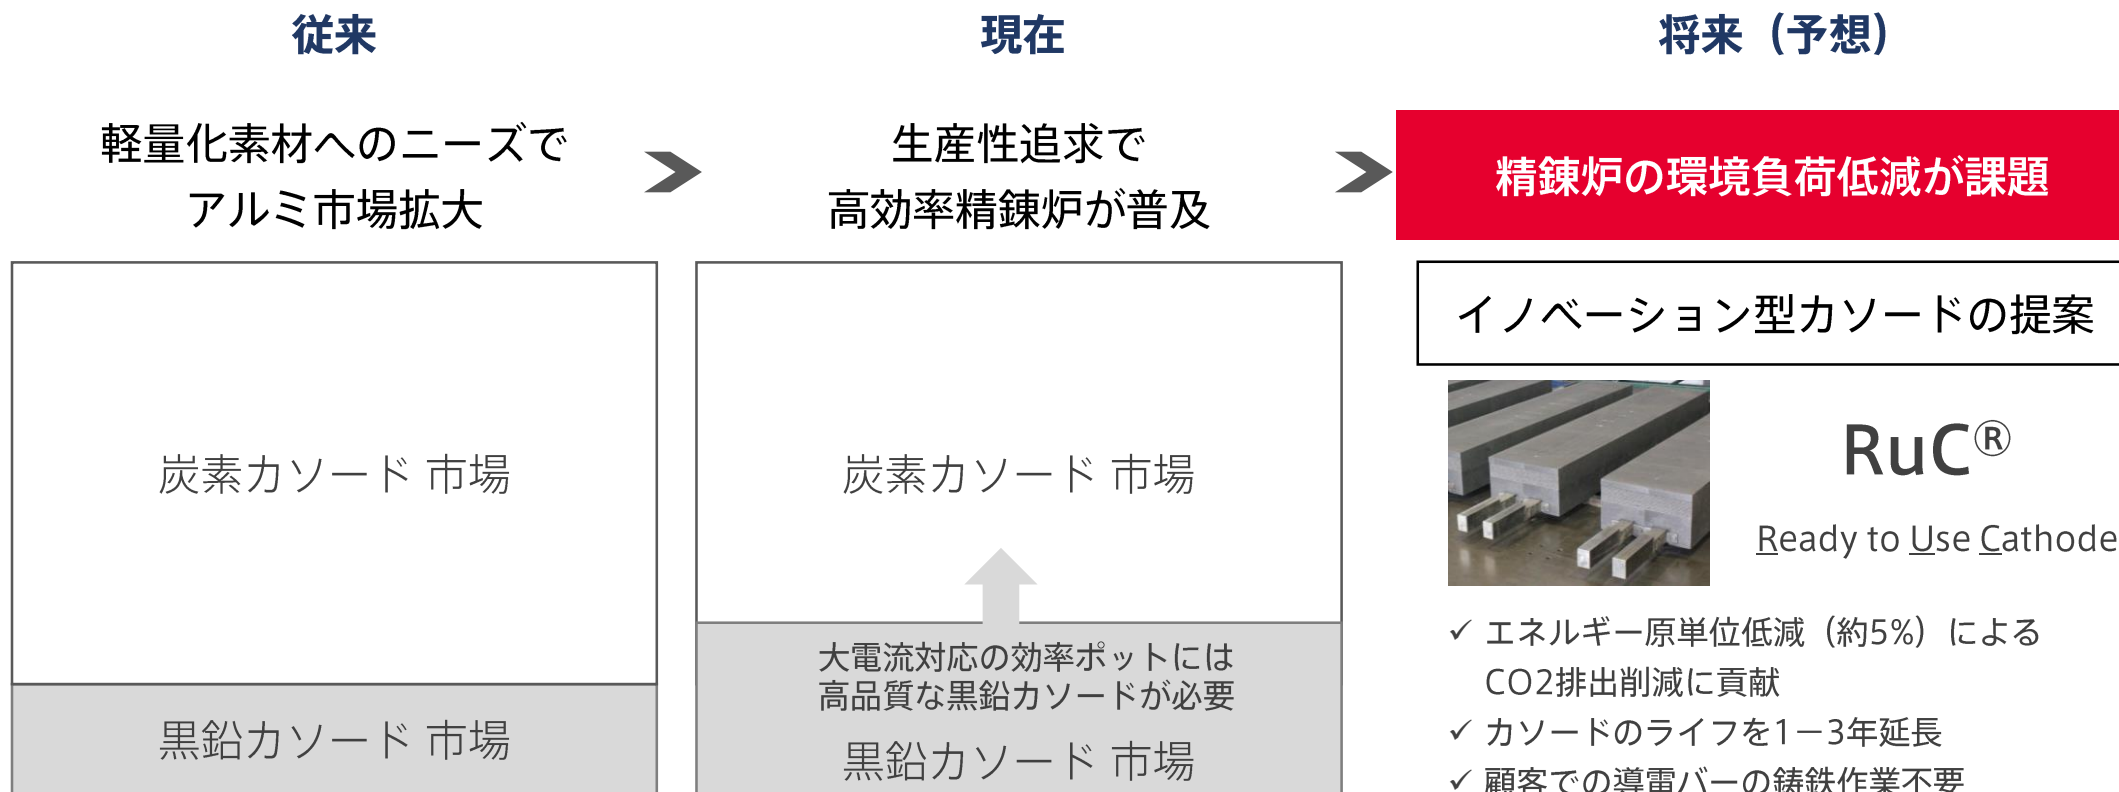 従来
軽量化素材へのニーズで
アルミ市場拡大
炭素カソード 市場
黒鉛カソード 市場
現在
生産性追求で
高効率精錬炉が普及
炭素カソード 市場
大電流対応の効率ポットには
高品質な黒鉛カソードが必要
黒鉛カソード 市場
将来（予想）
精錬炉の環境負荷低減が課題
イノベーション型カソードの提案
RuC®
Ready to Use Cathode
✓ エネルギー原単位低減（約5%）による
CO2排出削減に貢献
✓ カソードのライフを1－3年延長
✓ 顧客での導電バーの鋳鉄作業不要